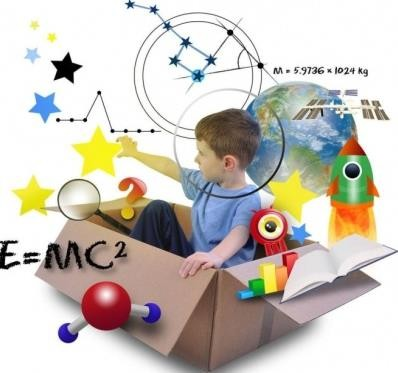 M = 5.9736 × 1024 kg
?
E=MC²